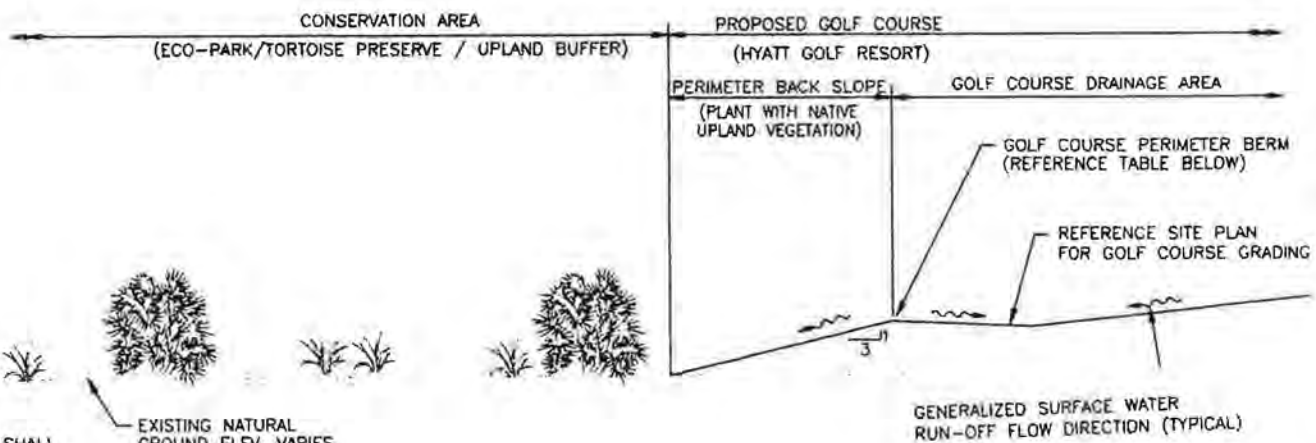 CONSERVATION AREA
(ECO-PARK/TORTOISE PRESERVE / UPLAND BUFFER)
PROPOSED GOLF COURSE
(HYATT GOLF RESORT)
PERIMETER BACK SLOPE
(PLANT WITH NATIVE
UPLAND VEGETATION)
GOLF COURSE DRAINAGE AREA
GOLF COURSE PERIMETER BERM
(REFERENCE TABLE BELOW)
REFERENCE SITE PLAN
FOR GOLF COURSE GRADING
3
GENERALIZED SURFACE WATER
RUN-OFF FLOW DIRECTION (TYPICAL)
EXISTING NATURAL
GROUND ELEV. VARIES
SHALL